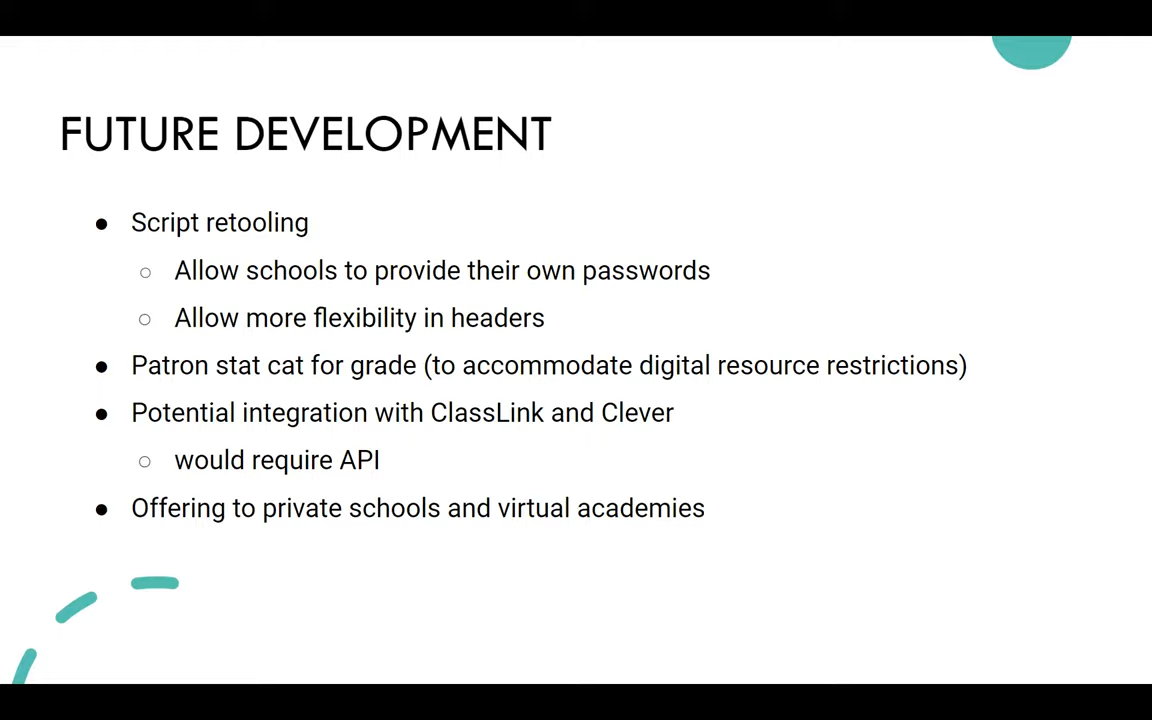 FUTURE DEVELOPMENT
● Script retooling
○ Allow schools to provide their own passwords
○ Allow more flexibility in headers
● Patron stat cat for grade (to accommodate digital resource restrictions)
● Potential integration with ClassLink and Clever
○ would require API
● Offering to private schools and virtual academies